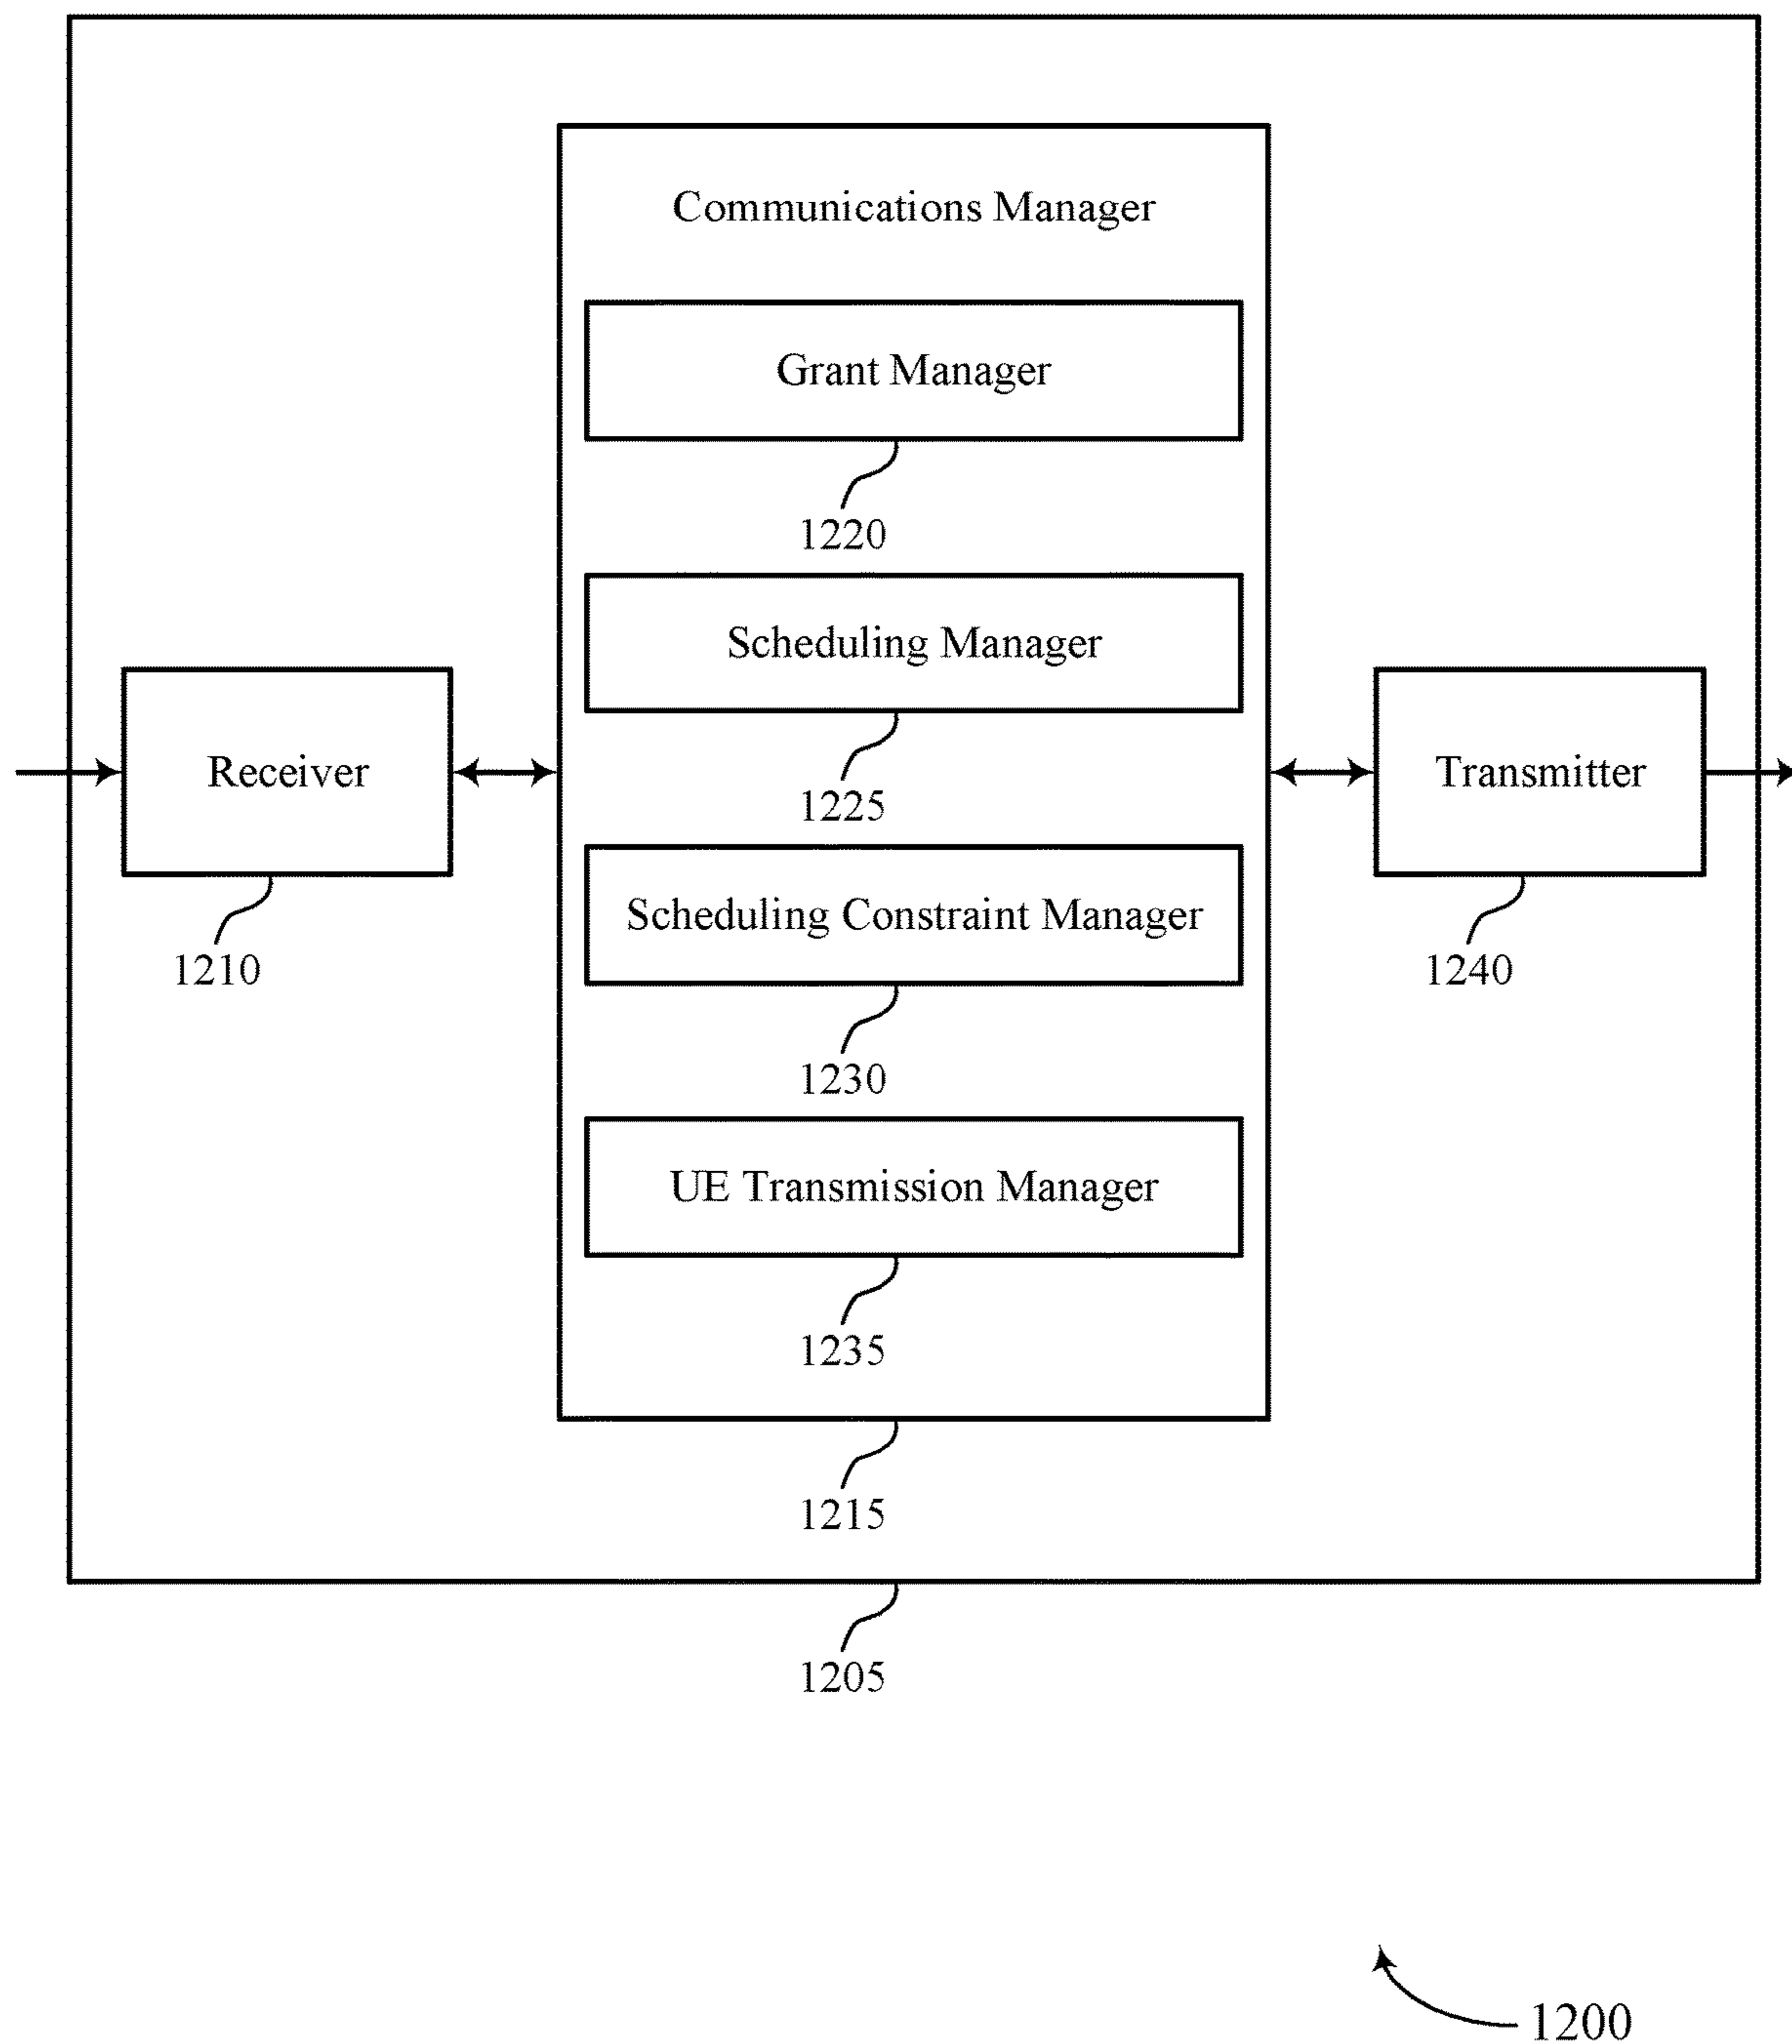 Communications Manager
Grant Manager
1220
Scheduling Manager
1225
Receiver
Transmitter
Scheduling Constraint Manager
1210
1240
1230
UE Transmission Manager
1235
1215
1205
1200